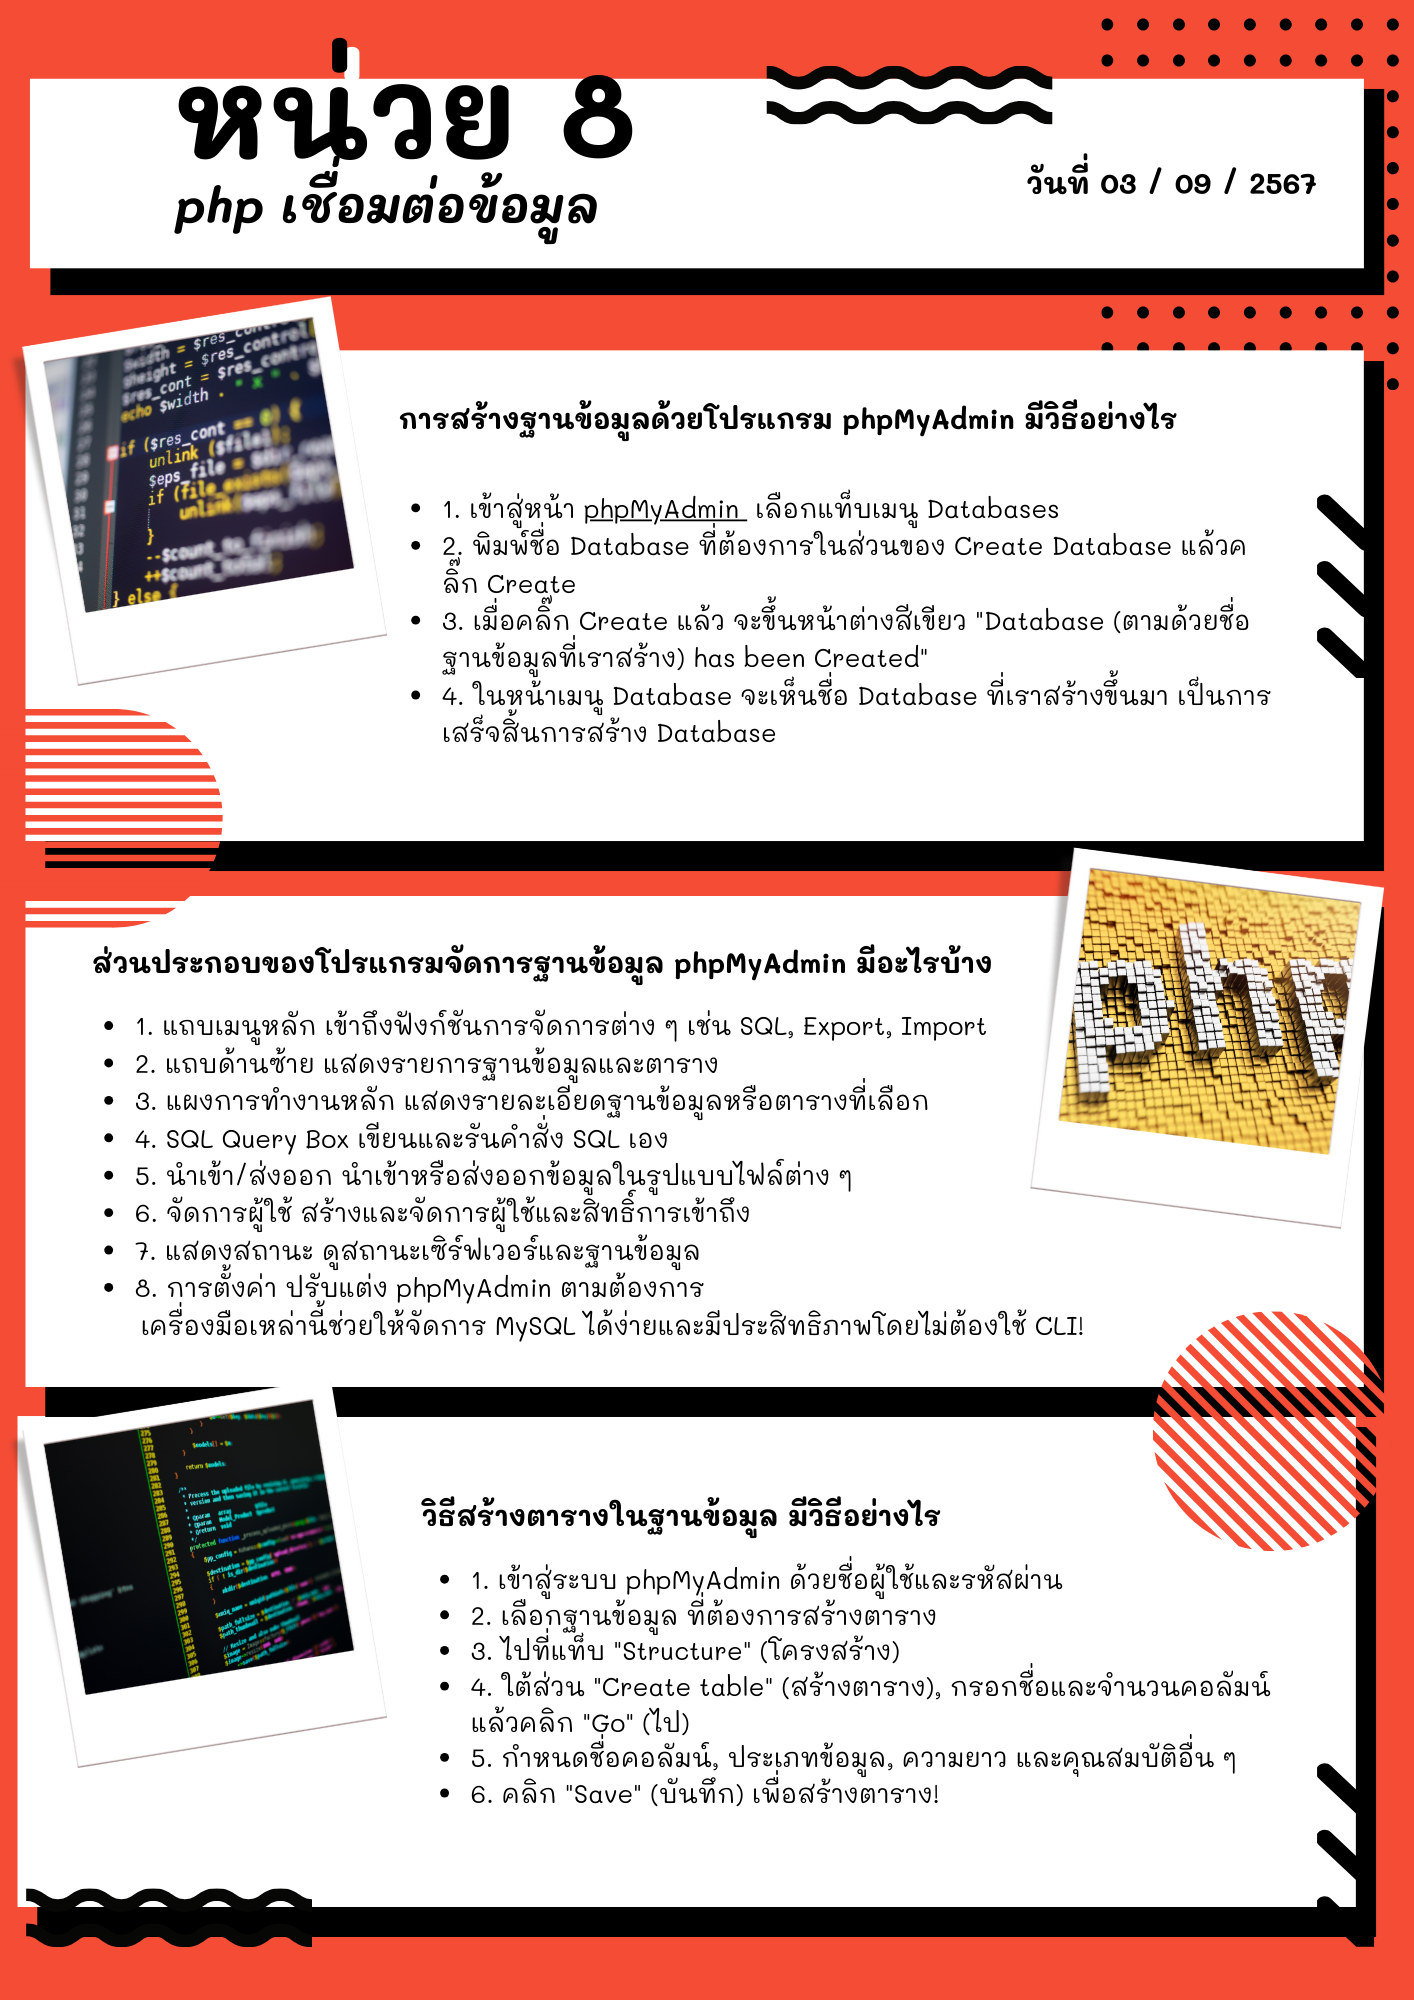 หน่วย 8
php เชื่อมต่อข้อมูล
วันที่ 03 / 09 / 2567
$res_cont
$height = $res_control
$res_cont = $res_contro
echo $width .
if ($res_cont == 0) {
unlink ($file1);
$eps_file =
if (file_exists
unlink(
}
--$count_to_finish
++$count_total
} else {
การสร้างฐานข้อมูลด้วยโปรแกรม phpMyAdmin มีวิธีอย่างไร
• 1. เข้าสู่หน้า phpMyAdmin เลือกแท็บเมนู Databases
• 2. พิมพ์ชื่อ Database ที่ต้องการในส่วนของ Create Database แล้วค
ลิ๊ก Create
• 3. เมื่อคลิ๊ก Create แล้ว จะขึ้นหน้าต่างสีเขียว "Database (ตามด้วยชื่อ
ฐานข้อมูลที่เราสร้าง) has been Created"
• 4. ในหน้าเมนู Database จะเห็นชื่อ Database ที่เราสร้างขึ้นมา เป็นการ
เสร็จสิ้นการสร้าง Database
ส่วนประกอบของโปรแกรมจัดการฐานข้อมูล phpMyAdmin มีอะไรบ้าง
• 1. แถบเมนูหลัก เข้าถึงฟังก์ชันการจัดการต่าง ๆ เช่น SQL, Export, Import
• 2. แถบด้านซ้าย แสดงรายการฐานข้อมูลและตาราง
• 3. แผงการทำงานหลัก แสดงรายละเอียดฐานข้อมูลหรือตารางที่เลือก
• 4. SQL Query Box เขียนและรันคำสั่ง SQL เอง
• 5. นำเข้า/ส่งออก นำเข้าหรือส่งออกข้อมูลในรูปแบบไฟล์ต่าง ๆ
• 6. จัดการผู้ใช้ สร้างและจัดการผู้ใช้และสิทธิ์การเข้าถึง
• 7. แสดงสถานะ ดูสถานะเซิร์ฟเวอร์และฐานข้อมูล
• 8. การตั้งค่า ปรับแต่ง phpMyAdmin ตามต้องการ
เครื่องมือเหล่านี้ช่วยให้จัดการ MySQL ได้ง่ายและมีประสิทธิภาพโดยไม่ต้องใช้ CLI!
php
วิธีสร้างตารางในฐานข้อมูล มีวิธีอย่างไร
• 1. เข้าสู่ระบบ phpMyAdmin ด้วยชื่อผู้ใช้และรหัสผ่าน
• 2. เลือกฐานข้อมูล ที่ต้องการสร้างตาราง
• 3. ไปที่แท็บ "Structure" (โครงสร้าง)
• 4. ใต้ส่วน "Create table" (สร้างตาราง), กรอกชื่อและจำนวนคอลัมน์
แล้วคลิก "Go" (ไป)
• 5. กำหนดชื่อคอลัมน์, ประเภทข้อมูล, ความยาว และคุณสมบัติอื่น ๆ
• 6. คลิก "Save" (บันทึก) เพื่อสร้างตาราง!